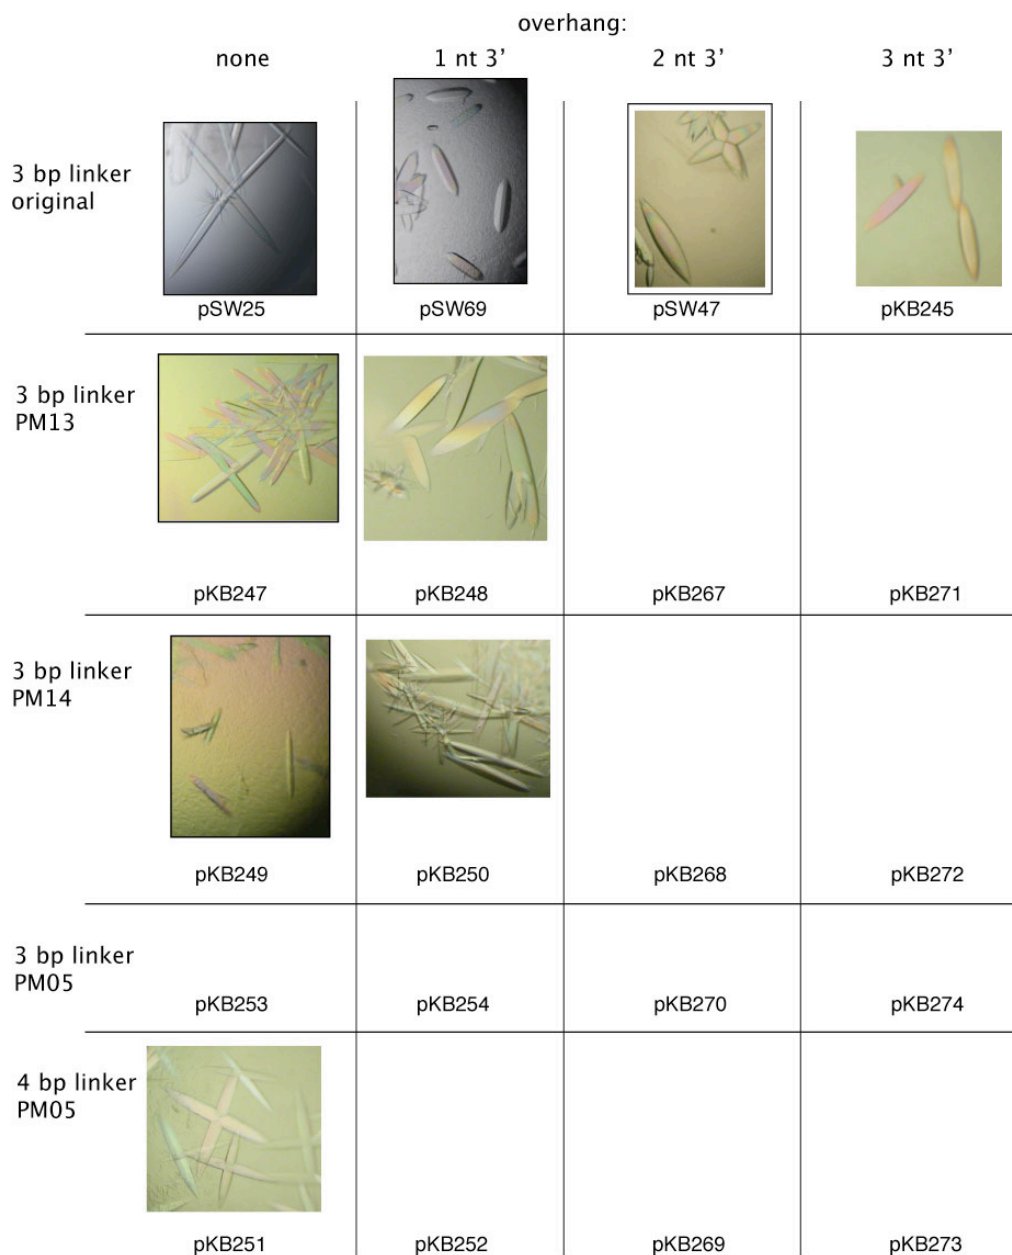 overhang:
none 1 nt 3' 2 nt 3' 3 nt 3'
3 bp linker
original
pSW25 pSW69 pSW47 pKB245
3 bp linker
PM13
pKB247 pKB248 pKB267 pKB271
3 bp linker
PM14
pKB249 pKB250 pKB268 pKB272
3 bp linker
PM05
pKB253 pKB254 pKB270 pKB274
4 bp linker
PM05
pKB251 pKB252 pKB269 pKB273